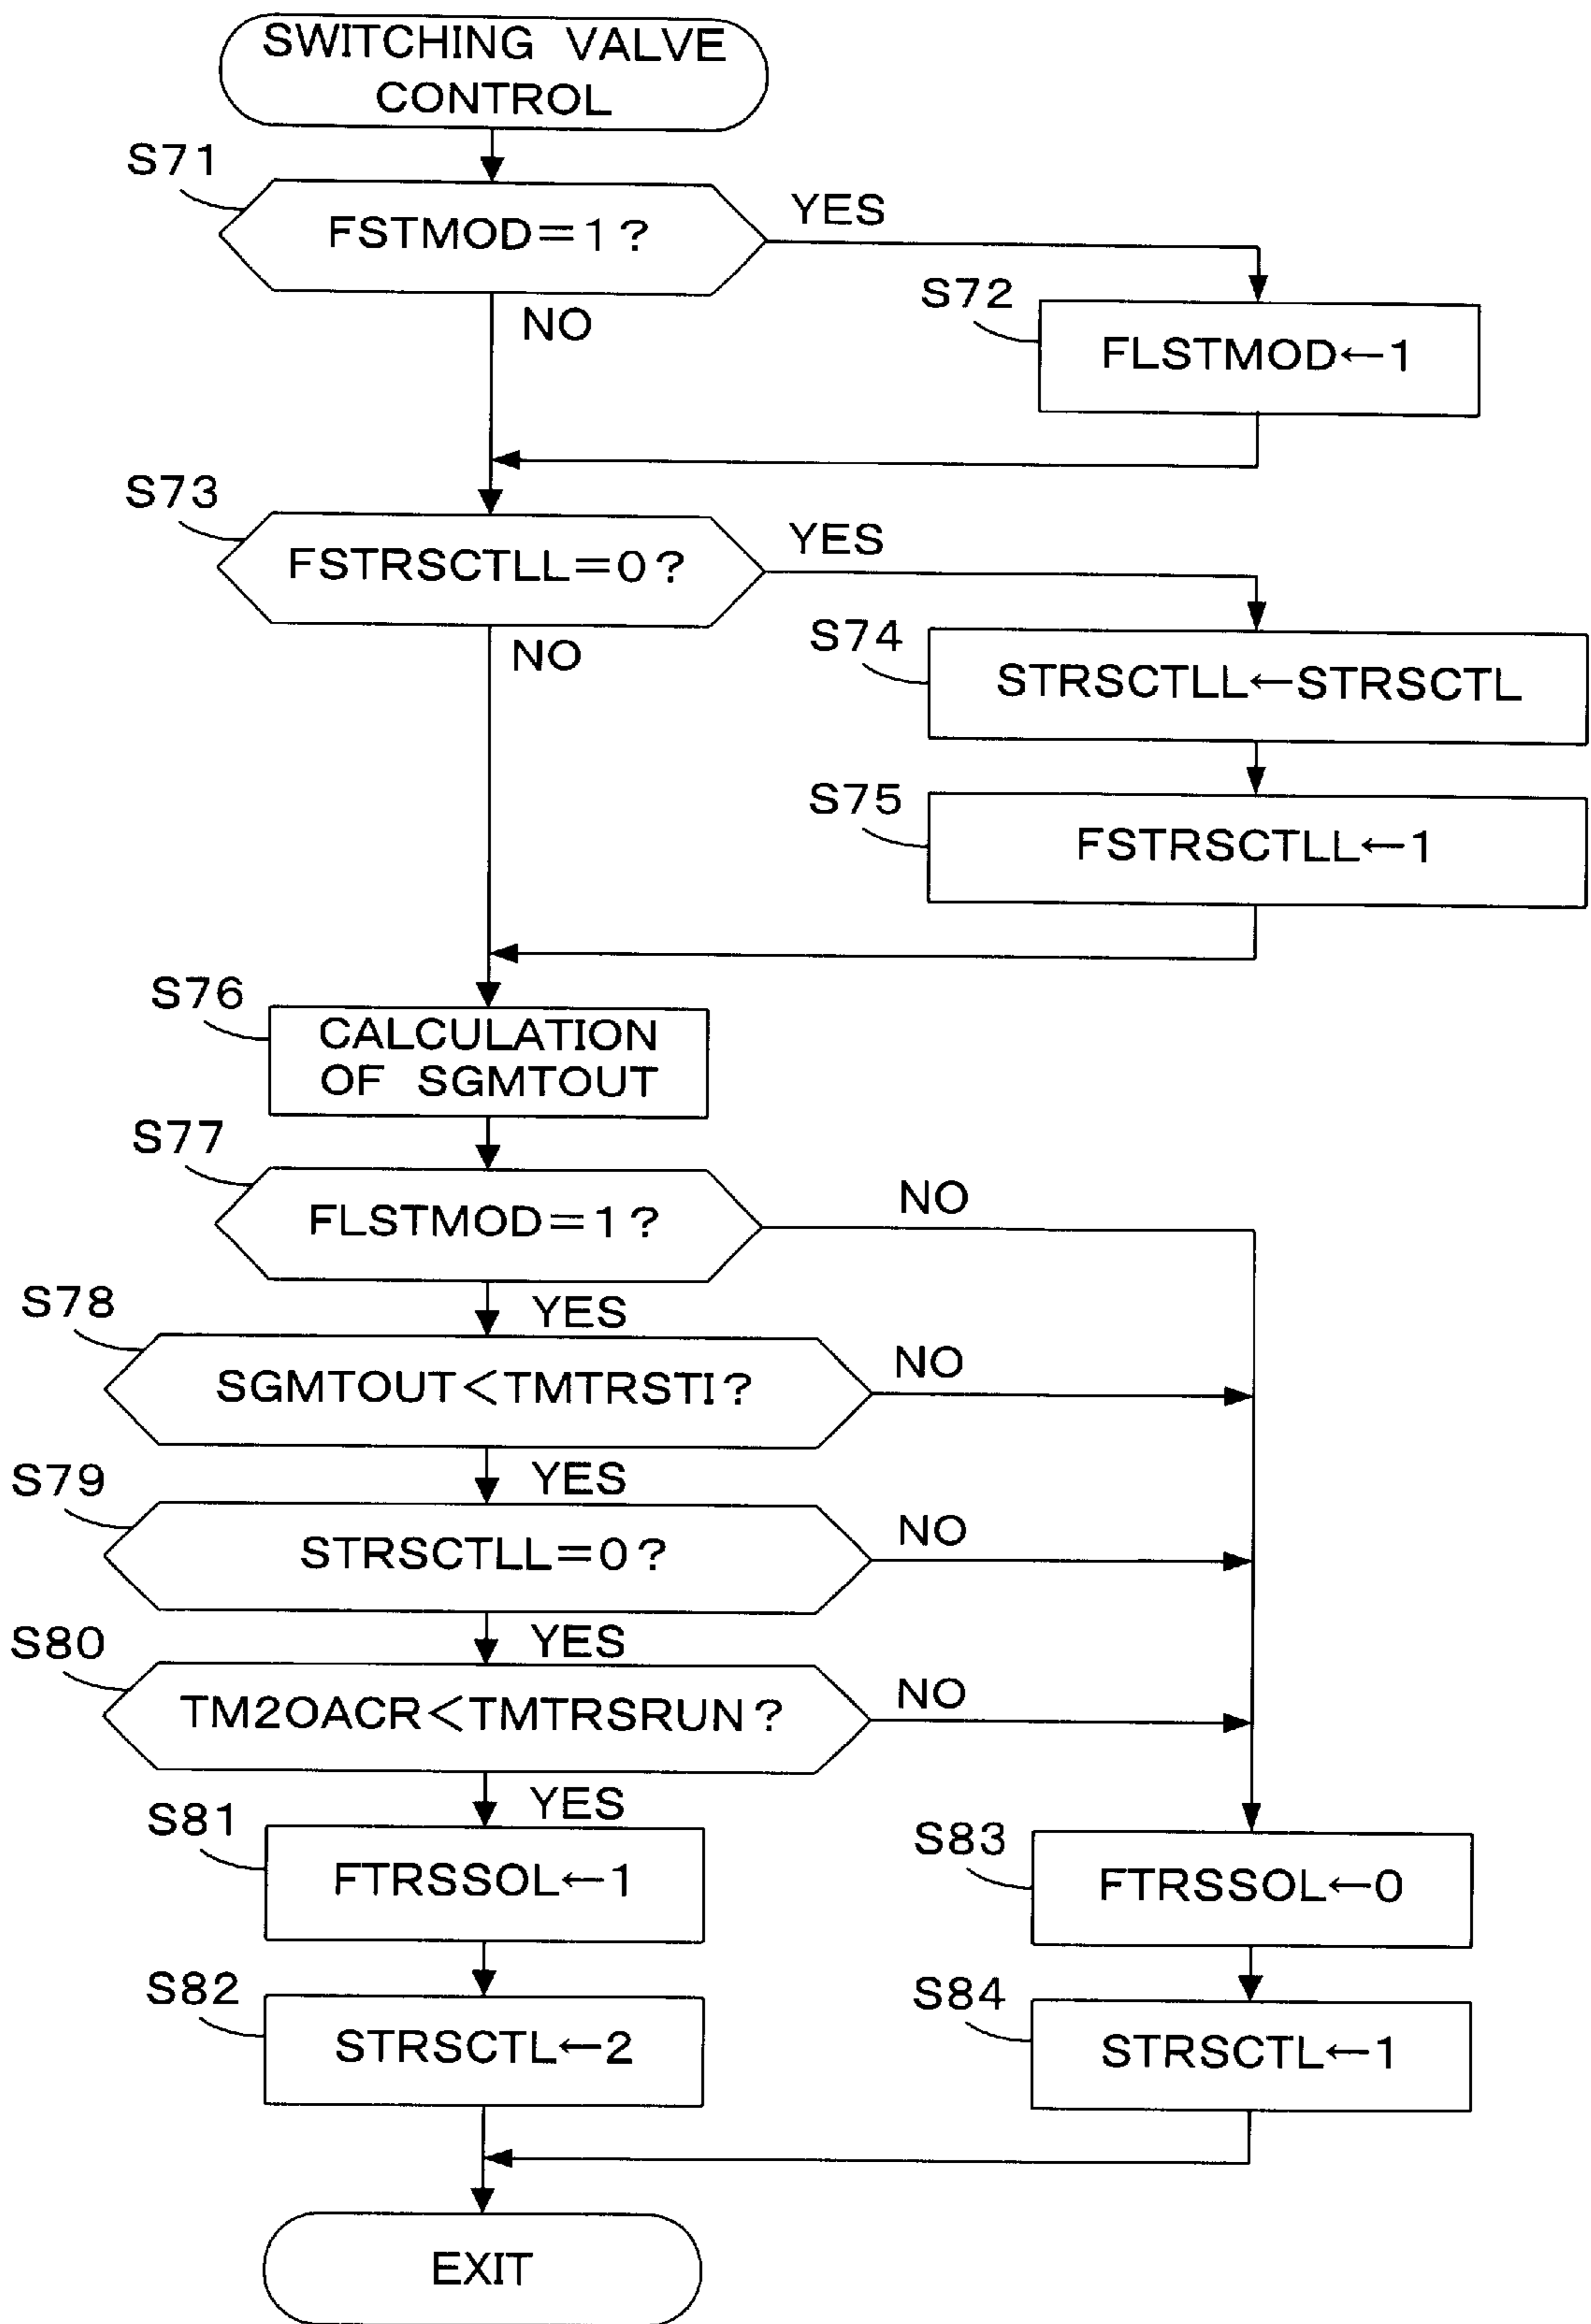 SWITCHING VALVE
CONTROL
S71
FSTMOD=1?
YES
NO
S72
FLSTMOD←1
S73
FSTRSCTLL=0?
YES
NO
S74
STRSCTLL←STRSCTL
S75
FSTRSCTLL←1
S76
CALCULATION
OF SGMTOUT
S77
FLSTMOD=1?
NO
YES
S78
SGMTOUT<TMTRSTI?
NO
YES
S79
STRSCTLL=0?
NO
YES
S80
TM20ACR<TMTRSRUN?
NO
YES
S81
FTRSSOL←1
S83
FTRSSOL←0
S82
STRSCTL←2
S84
STRSCTL←1
EXIT